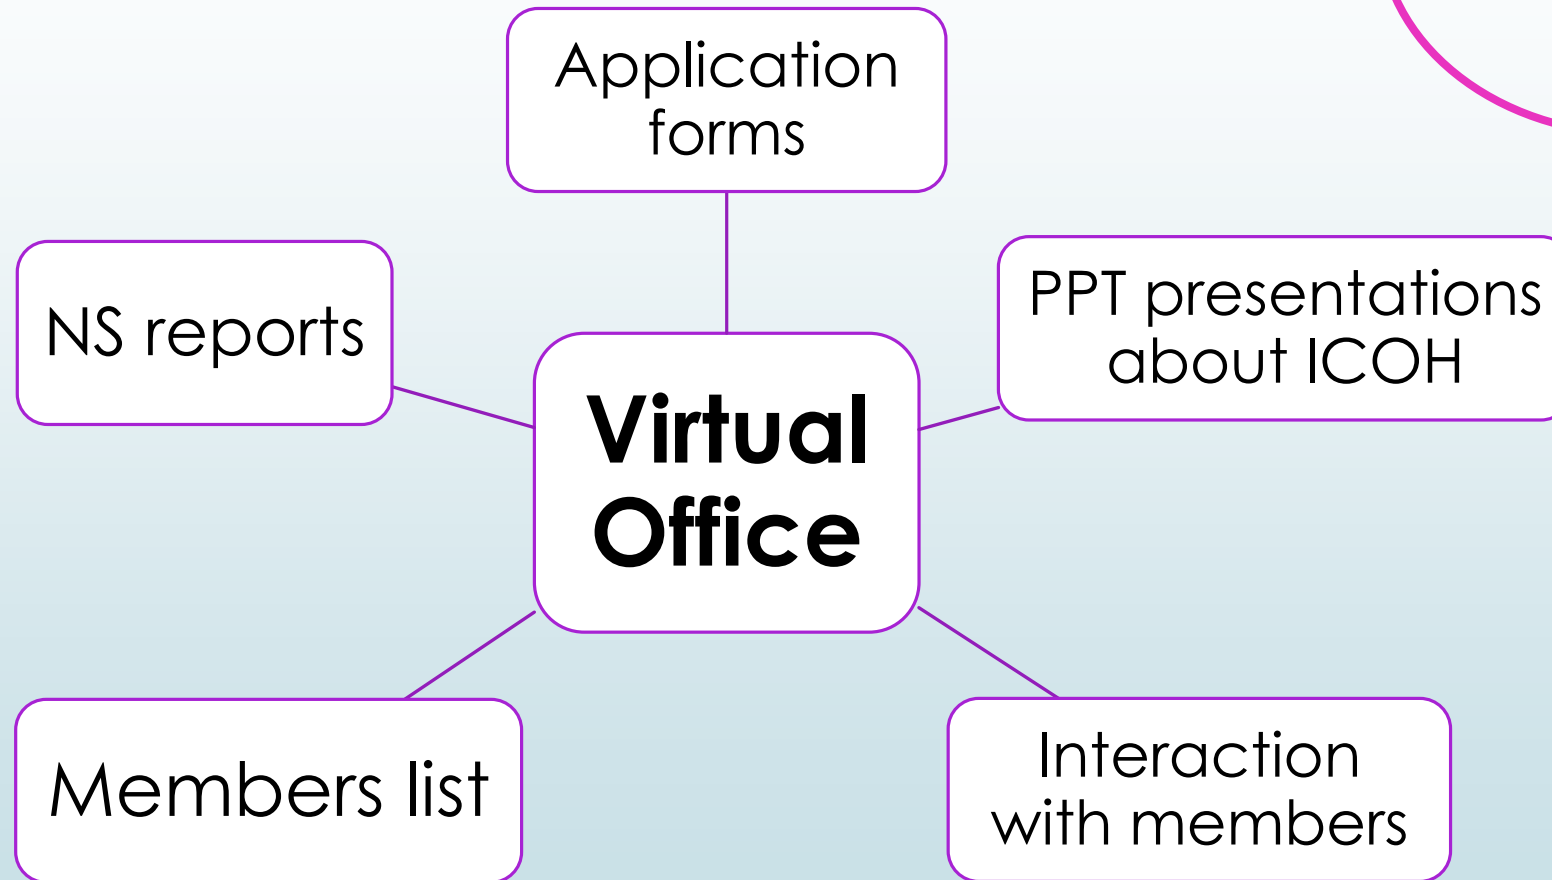 Application
forms
NS reports
PPT presentations
about ICOH
Virtual
Office
Members list
Interaction
with members